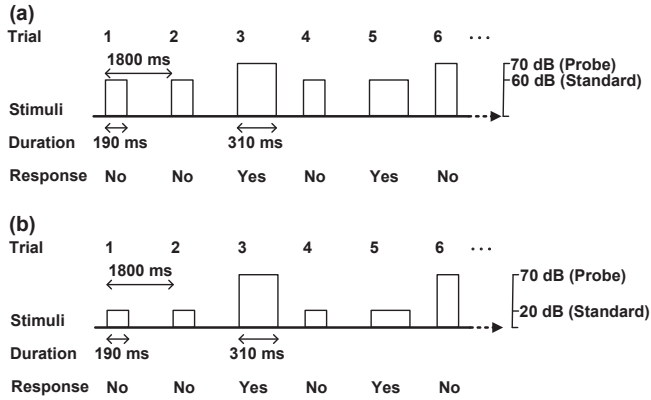 (a)
Trial 1 2 3 4 5 6 ···
1800 ms
70 dB (Probe)
60 dB (Standard)
Stimuli
Duration
190 ms 310 ms
Response No No Yes No Yes No
(b)
Trial 1 2 3 4 5 6 ···
1800 ms
70 dB (Probe)
20 dB (Standard)
Stimuli
Duration 190 ms 310 ms
Response No No Yes No Yes No